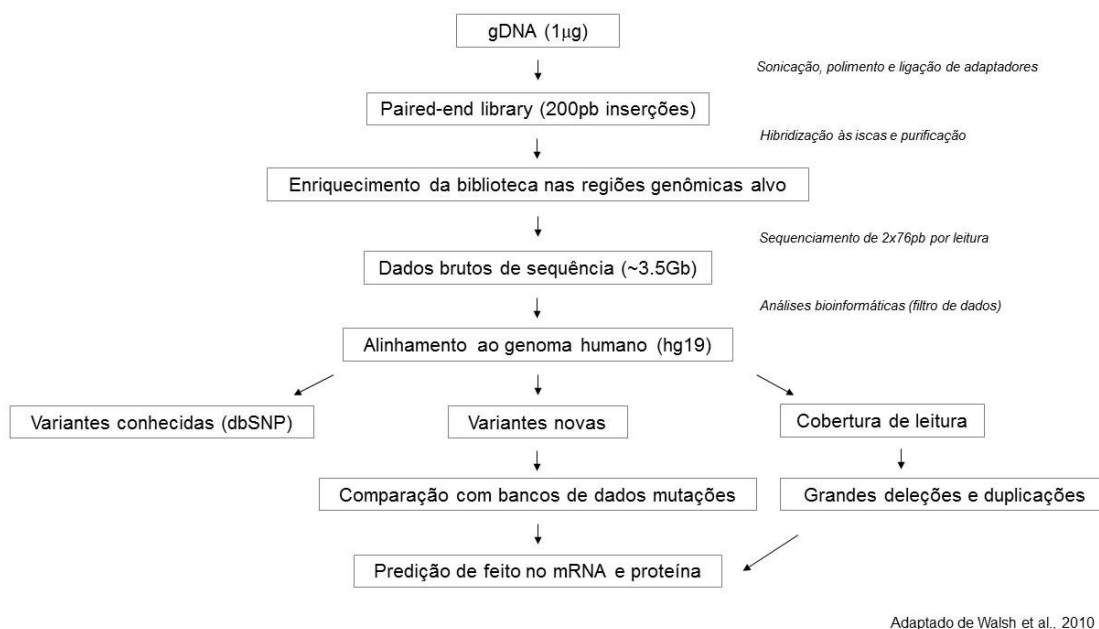 gDNA (1μg)
Sonicação, polimento e ligação de adaptadores
Paired-end library (200pb inserções)
Hibridização às iscas e purificação
Enriquecimento da biblioteca nas regiões genômicas alvo
Sequenciamento de 2x76pb por leitura
Dados brutos de sequência (~3.5Gb)
Análises bioinformáticas (filtro de dados)
Alinhamento ao genoma humano (hg19)
Variantes conhecidas (dbSNP)
Variantes novas
Cobertura de leitura
Comparação com bancos de dados mutações
Grandes deleções e duplicações
Predição de feito no mRNA e proteína
Adaptado de Walsh et al., 2010